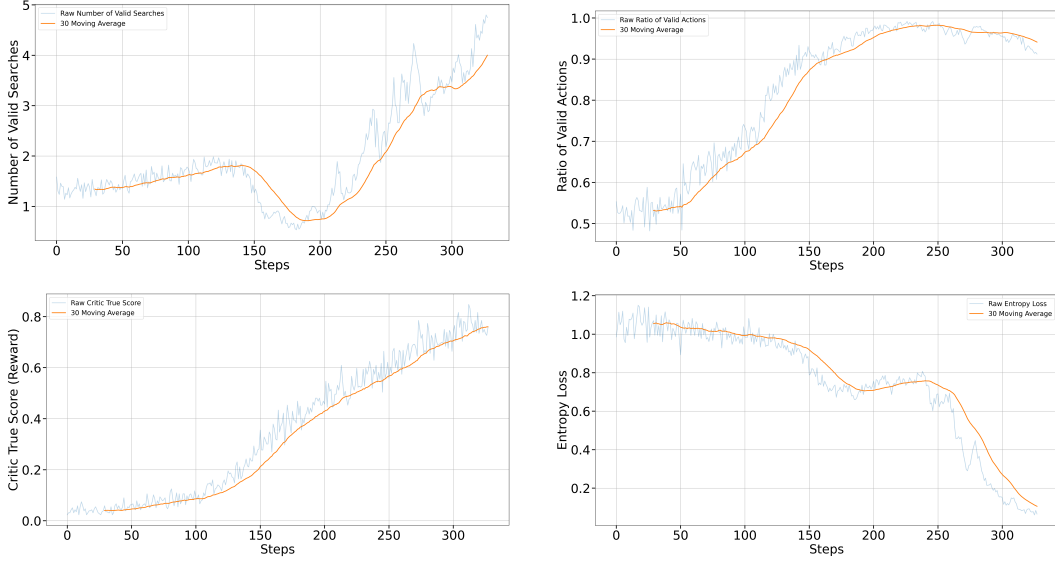 Number of Valid Searches
5
4
3
2
1
Raw Number of Valid Searches
30 Moving Average
0 50 100 150 200 250 300
Steps
Ratio of Valid Actions
1.0
0.9
0.8
0.7
0.6
0.5
Raw Ratio of Valid Actions
30 Moving Average
0 50 100 150 200 250 300
Steps
Critic True Score (Reward)
0.8
0.6
0.4
0.2
0.0
Raw Critic True Score
30 Moving Average
0 50 100 150 200 250 300
Steps
Entropy Loss
1.2
1.0
0.8
0.6
0.4
0.2
Raw Entropy Loss
30 Moving Average
0 50 100 150 200 250 300
Steps